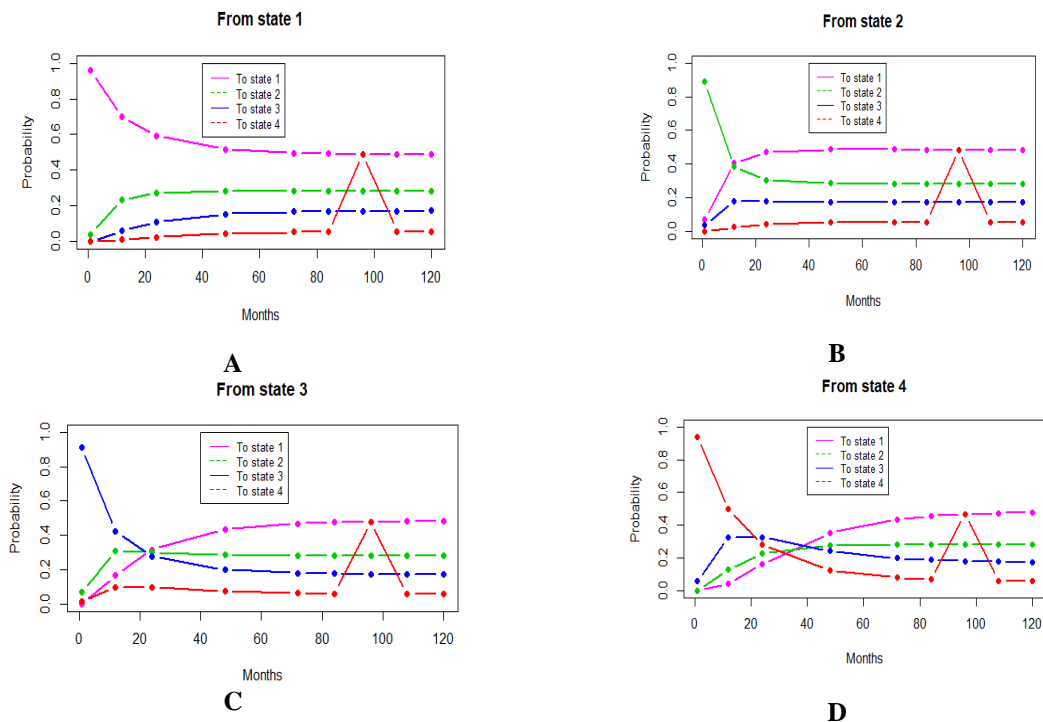 From state 1
Probability
0.0 0.2 0.4 0.6 0.8 1.0
To state 1
To state 2
To state 3
To state 4
0 20 40 60 80 100 120
Months
A
From state 2
Probability
0.0 0.2 0.4 0.6 0.8 1.0
To state 1
To state 2
To state 3
To state 4
0 20 40 60 80 100 120
Months
B
From state 3
Probability
0.0 0.2 0.4 0.6 0.8 1.0
To state 1
To state 2
To state 3
To state 4
0 20 40 60 80 100 120
Months
C
From state 4
Probability
0.0 0.2 0.4 0.6 0.8 1.0
To state 1
To state 2
To state 3
To state 4
0 20 40 60 80 100 120
Months
D